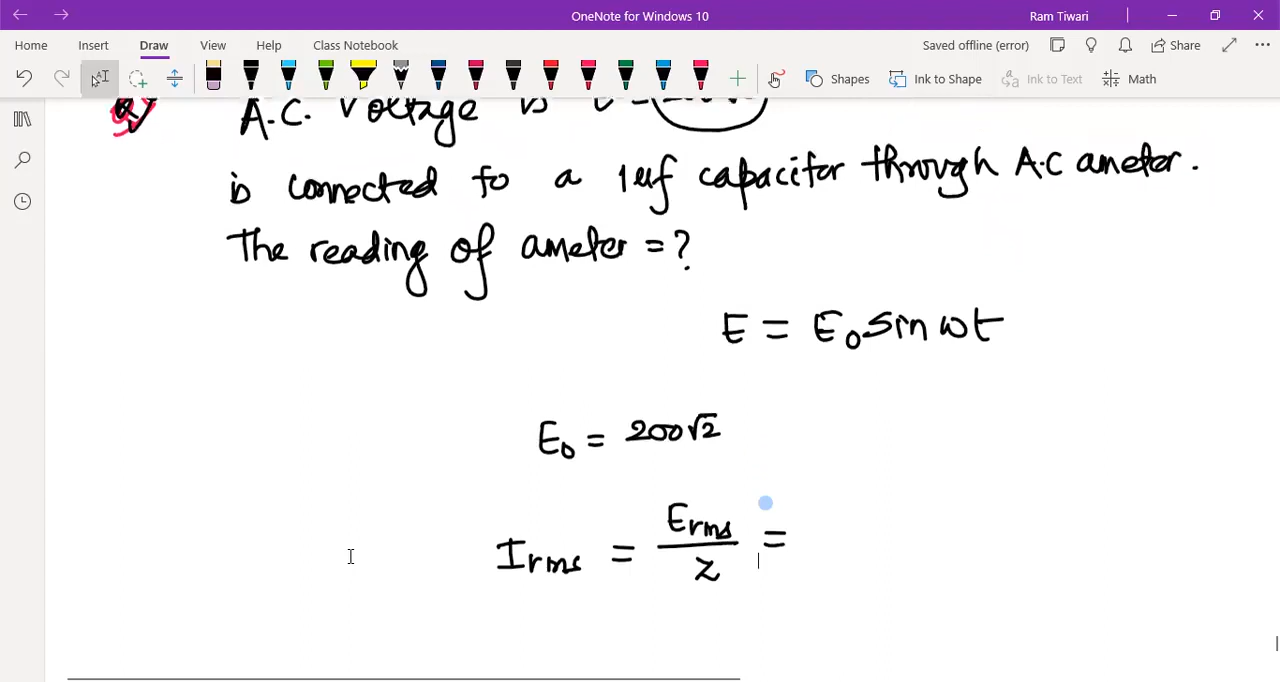 OneNote for Windows 10
Ram Tiwari
Home Insert Draw View Help Class Notebook
Saved offline (error) Share
Shapes Ink to Shape Ink to Text Math
A.C. Voltage is
is connected to a 1uf capacitor through A.C ameter.
The reading of ameter = ?
E = E₀ sin ωt
E₀ = 200√2
Irms = Erms / z =